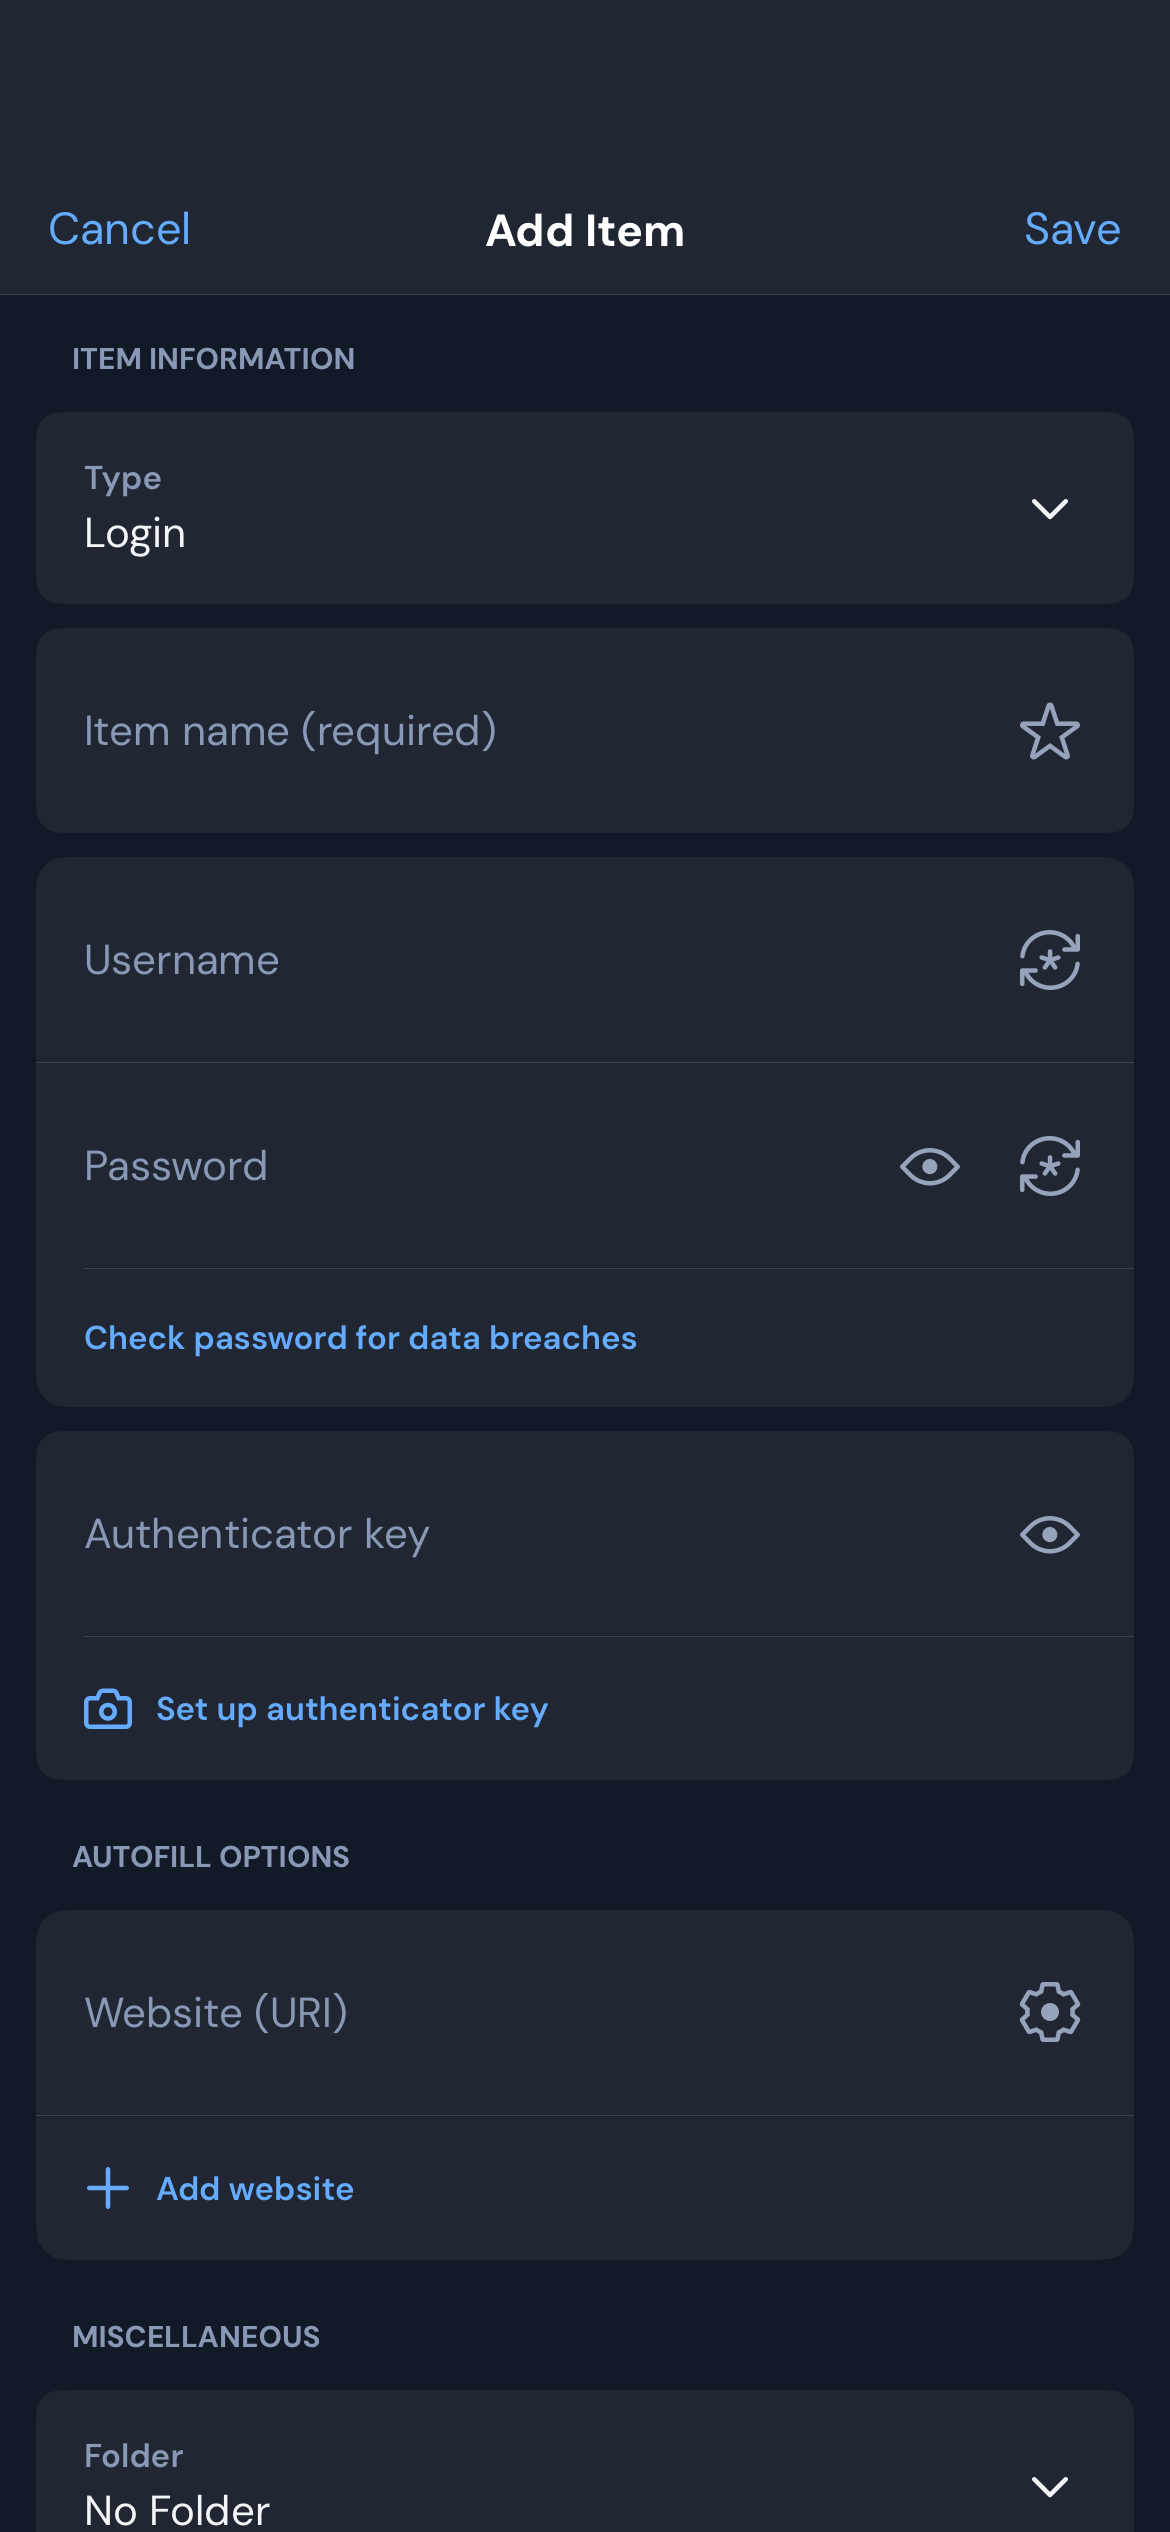 Cancel
Add Item
Save
ITEM INFORMATION
Type
Login
Item name (required)
Username
Password
Check password for data breaches
Authenticator key
Set up authenticator key
AUTOFILL OPTIONS
Website (URI)
Add website
MISCELLANEOUS
Folder
No Folder